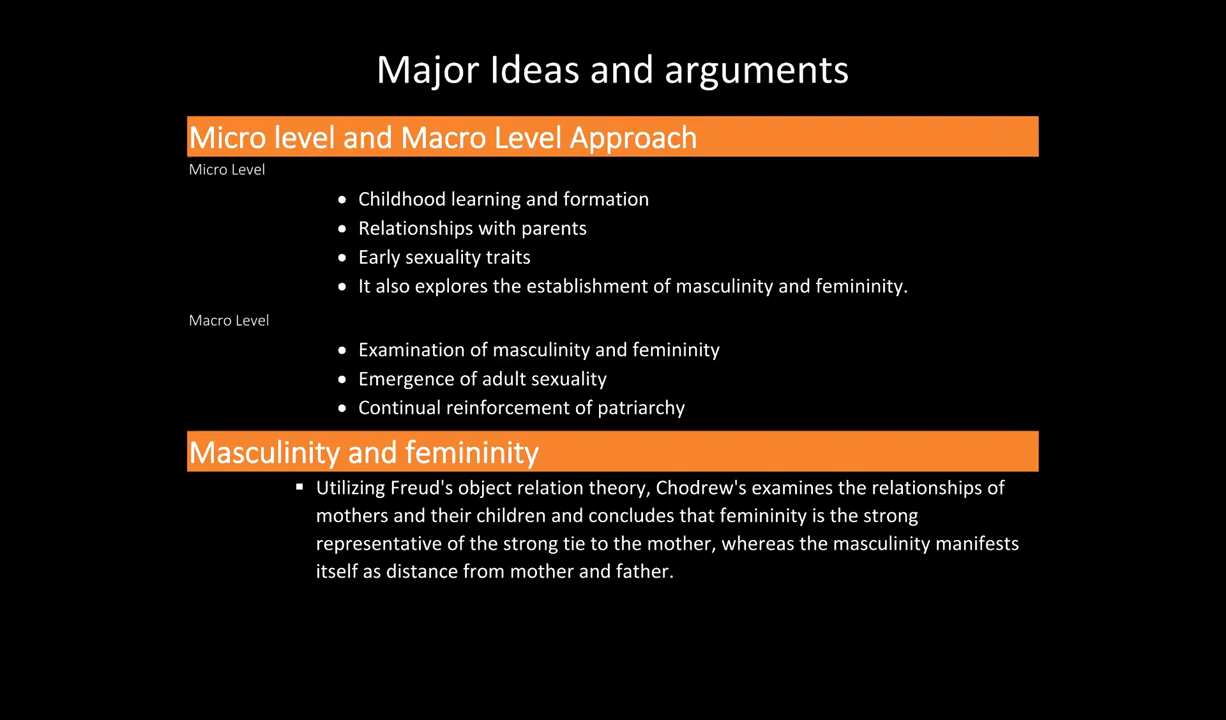 Major Ideas and arguments
Micro level and Macro Level Approach
Micro Level
• Childhood learning and formation
• Relationships with parents
• Early sexuality traits
• It also explores the establishment of masculinity and femininity.
Macro Level
• Examination of masculinity and femininity
• Emergence of adult sexuality
• Continual reinforcement of patriarchy
Masculinity and femininity
▪ Utilizing Freud's object relation theory, Chodrew's examines the relationships of
mothers and their children and concludes that femininity is the strong
representative of the strong tie to the mother, whereas the masculinity manifests
itself as distance from mother and father.